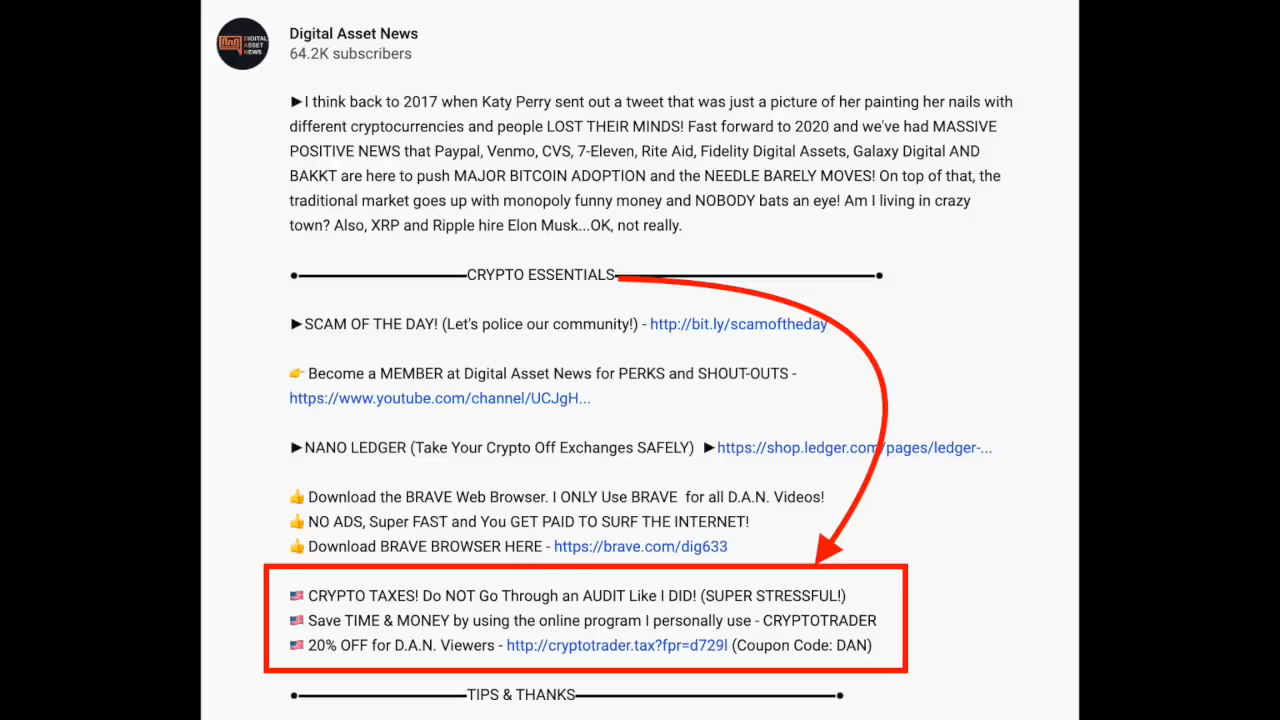 DIGITAL
ASSET
NEWS
Digital Asset News
64.2K subscribers
►I think back to 2017 when Katy Perry sent out a tweet that was just a picture of her painting her nails with
different cryptocurrencies and people LOST THEIR MINDS! Fast forward to 2020 and we've had MASSIVE
POSITIVE NEWS that Paypal, Venmo, CVS, 7-Eleven, Rite Aid, Fidelity Digital Assets, Galaxy Digital AND
BAKKT are here to push MAJOR BITCOIN ADOPTION and the NEEDLE BARELY MOVES! On top of that, the
traditional market goes up with monopoly funny money and NOBODY bats an eye! Am I living in crazy
town? Also, XRP and Ripple hire Elon Musk...OK, not really.
CRYPTO ESSENTIALS
►SCAM OF THE DAY! (Let's police our community!) - http://bit.ly/scamoftheday
👉 Become a MEMBER at Digital Asset News for PERKS and SHOUT-OUTS -
https://www.youtube.com/channel/UCJgH...
►NANO LEDGER (Take Your Crypto Off Exchanges SAFELY) ►https://shop.ledger.com/pages/ledger-...
👍 Download the BRAVE Web Browser. I ONLY Use BRAVE for all D.A.N. Videos!
👍 NO ADS, Super FAST and You GET PAID TO SURF THE INTERNET!
👍 Download BRAVE BROWSER HERE - https://brave.com/dig633
🇺🇸 CRYPTO TAXES! Do NOT Go Through an AUDIT Like I DID! (SUPER STRESSFUL!)
🇺🇸 Save TIME & MONEY by using the online program I personally use - CRYPTOTRADER
🇺🇸 20% OFF for D.A.N. Viewers - http://cryptotrader.tax?fpr=d729l (Coupon Code: DAN)
TIPS & THANKS